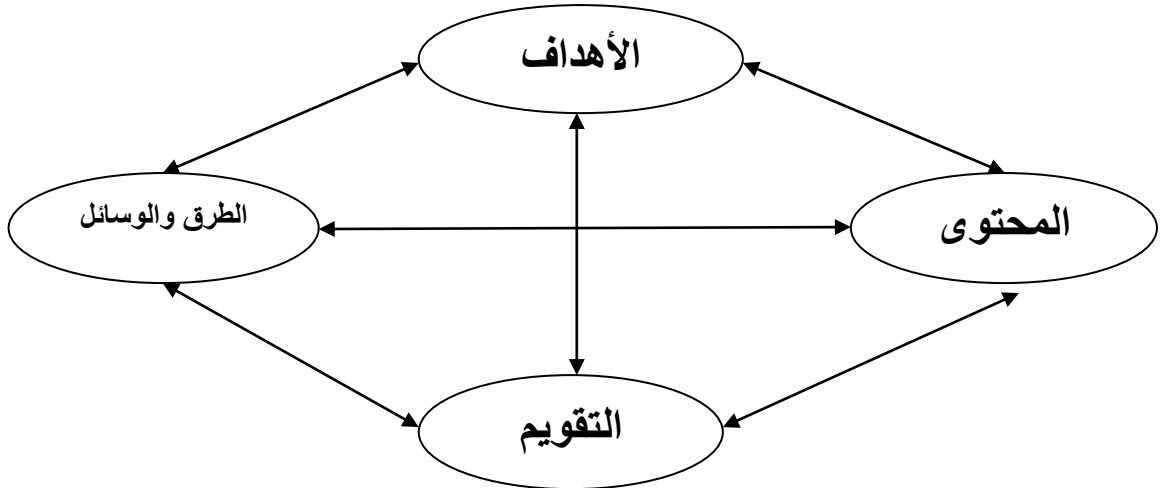 الأهداف
المحتوى
الطرق والوسائل
التقويم